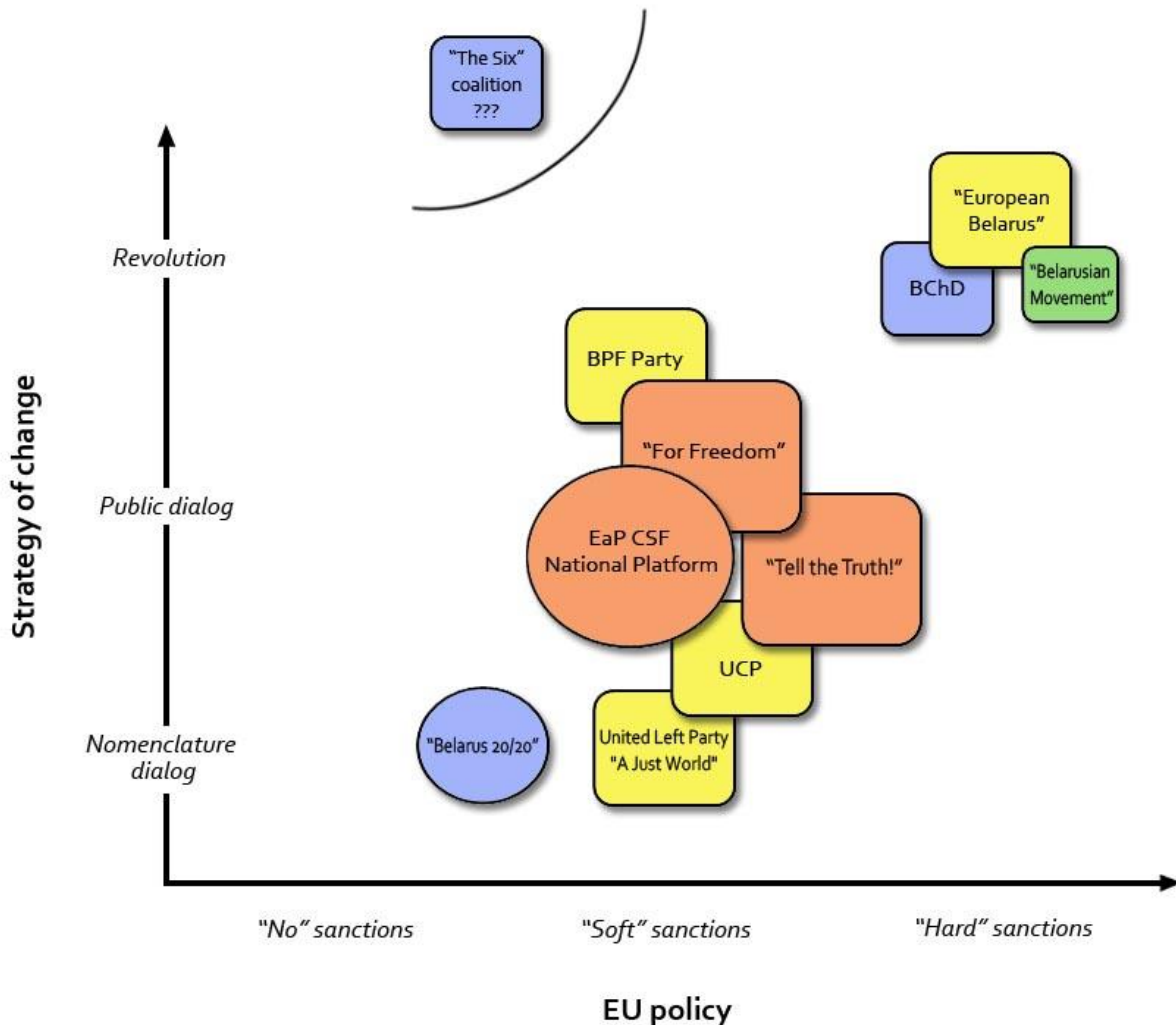 “The Six”
coalition
???
“European
Belarus”
Revolution
BChD
“Belarusian
Movement”
BPF Party
“For Freedom”
Strategy of change
Public dialog
EaP CSF
National Platform
“Tell the Truth!”
UCP
Nomenclature
dialog
“Belarus 20/20”
United Left Party
"A Just World"
“No” sanctions
“Soft” sanctions
“Hard” sanctions
EU policy